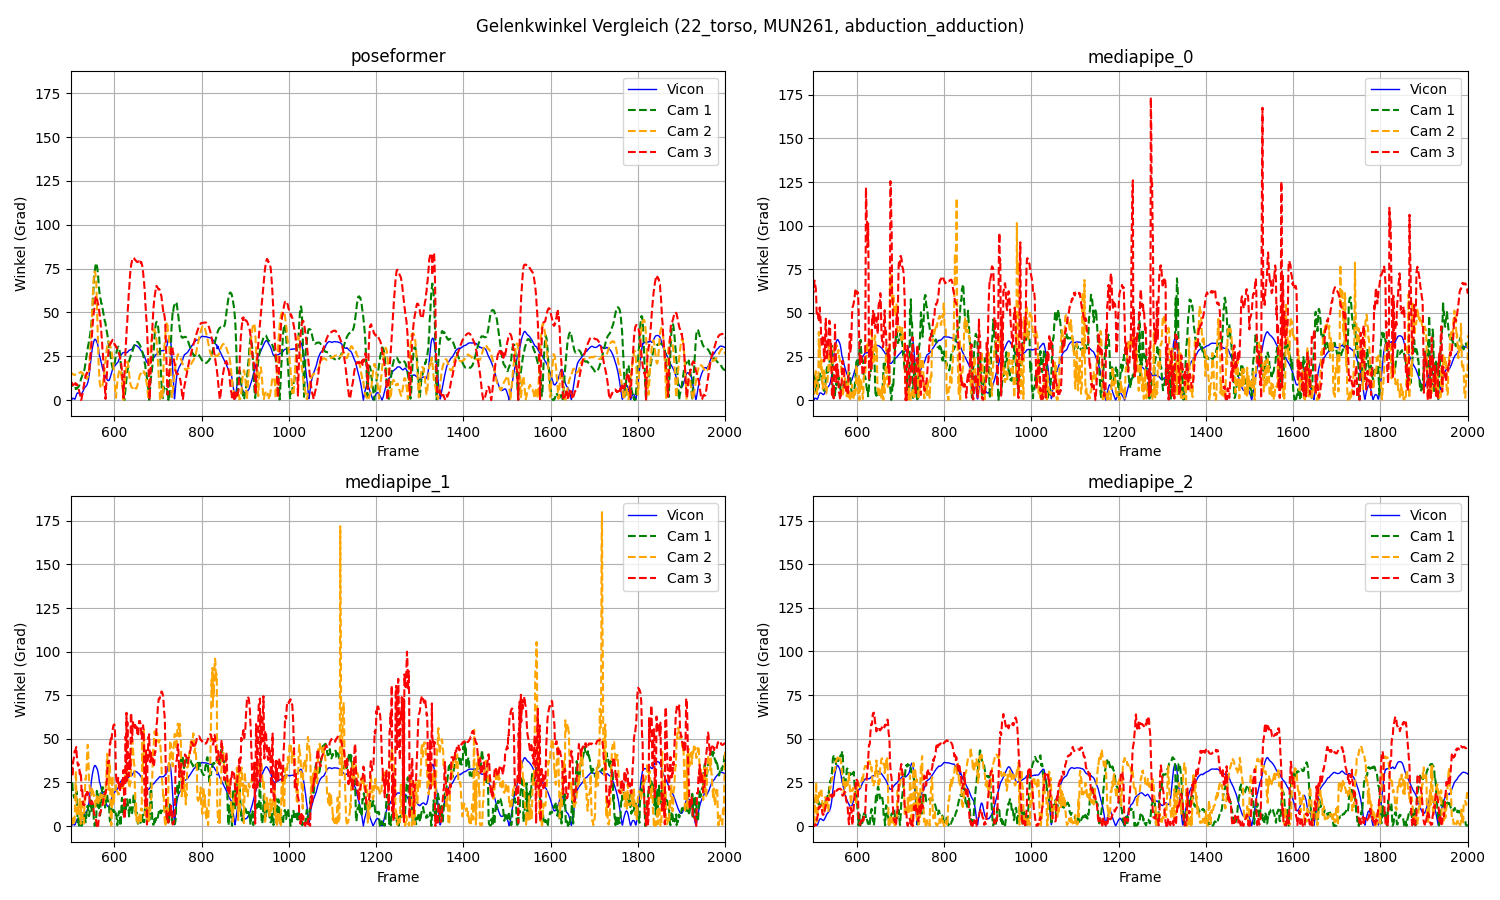 Gelenkwinkel Vergleich (22_torso, MUN261, abduction_adduction)
poseformer
Winkel (Grad)
175
150
125
100
75
50
25
0
Vicon
Cam 1
Cam 2
Cam 3
600 800 1000 1200 1400 1600 1800 2000
Frame
mediapipe_0
Winkel (Grad)
175
150
125
100
75
50
25
0
Vicon
Cam 1
Cam 2
Cam 3
600 800 1000 1200 1400 1600 1800 2000
Frame
mediapipe_1
Winkel (Grad)
175
150
125
100
75
50
25
0
Vicon
Cam 1
Cam 2
Cam 3
600 800 1000 1200 1400 1600 1800 2000
Frame
mediapipe_2
Winkel (Grad)
175
150
125
100
75
50
25
0
Vicon
Cam 1
Cam 2
Cam 3
600 800 1000 1200 1400 1600 1800 2000
Frame